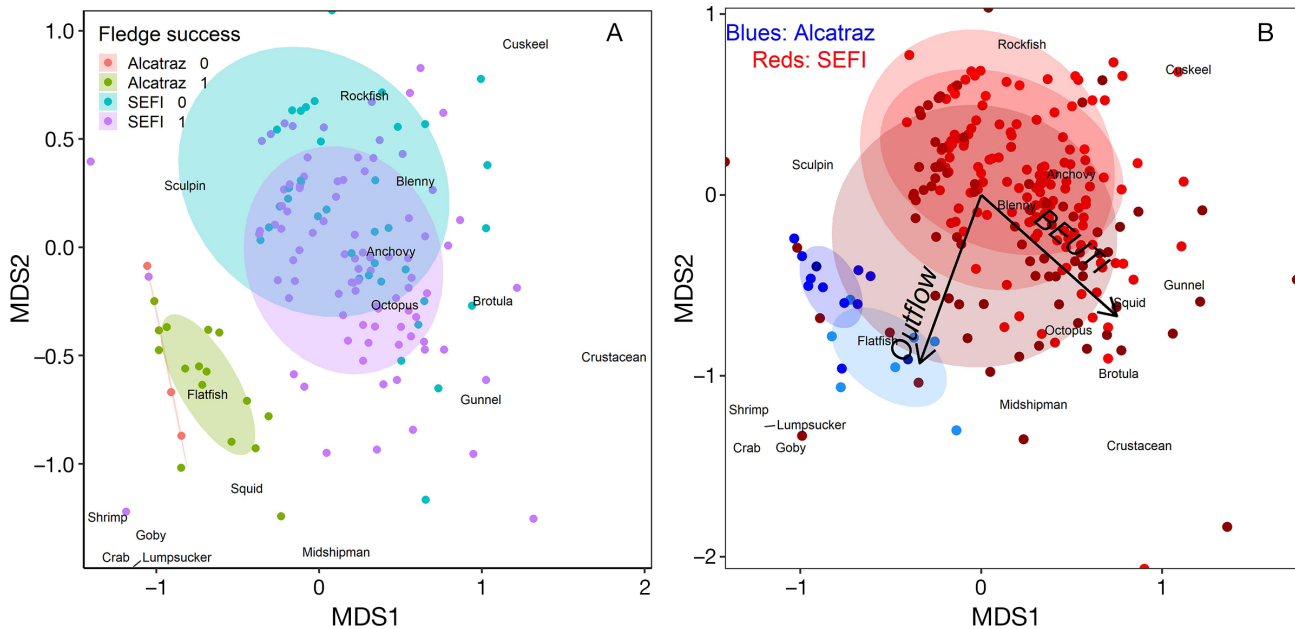 A
Fledge success
Alcatraz 0
Alcatraz 1
SEFI 0
SEFI 1
Cuskeel
Rockfish
Sculpin
Blenny
Anchovy
Octopus
Brotula
Crustacean
Flatfish
Gunnel
Squid
Shrimp
Goby
Crab
Lumpsucker
Midshipman
1.0
0.5
0.0
−0.5
−1.0
MDS2
−1
0
1
2
MDS1
B
Blues: Alcatraz
Reds: SEFI
Rockfish
Cuskeel
Sculpin
Anchovy
Blenny
BEUTI
Outflow
Gunnel
Squid
Octopus
Flatfish
Brotula
Midshipman
Shrimp
Lumpsucker
Crab
Goby
Crustacean
1
0
−1
−2
MDS2
−1
0
1
MDS1